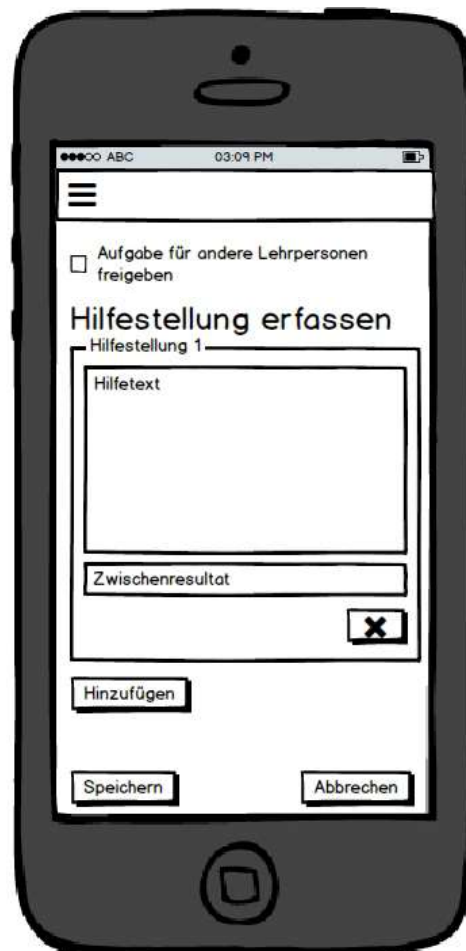 ●●●○○ ABC 03:09 PM
Aufgabe für andere Lehrpersonen
freigeben
Hilfestellung erfassen
Hilfestellung 1
Hilfetext
Zwischenresultat
Hinzufügen
Speichern Abbrechen